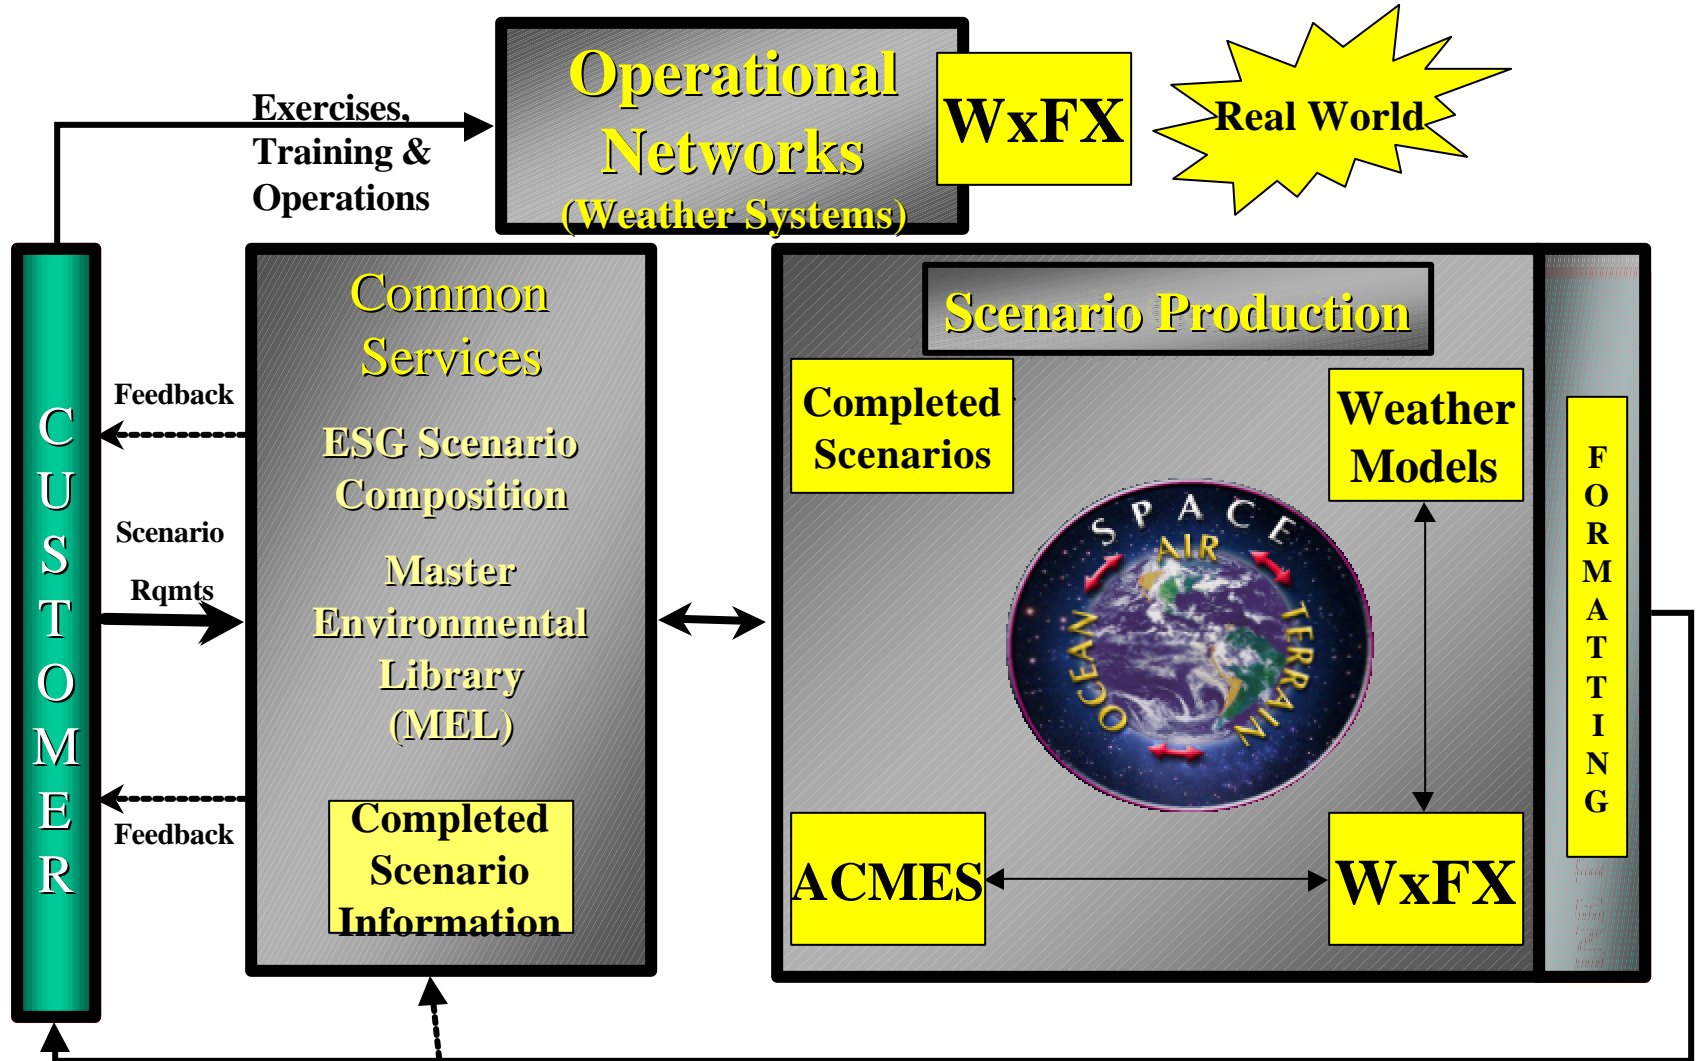 Operational
Networks
(Weather Systems)
WxFX
Real World
Exercises,
Training &
Operations
CUSTOMER
Feedback
Scenario
Rqmts
Feedback
Common
Services
ESG Scenario
Composition
Master
Environmental
Library
(MEL)
Completed
Scenario
Information
Scenario Production
Completed
Scenarios
Weather
Models
SPACE
AIR
OCEAN
TERRAIN
ACMES
WxFX
FORMATTING